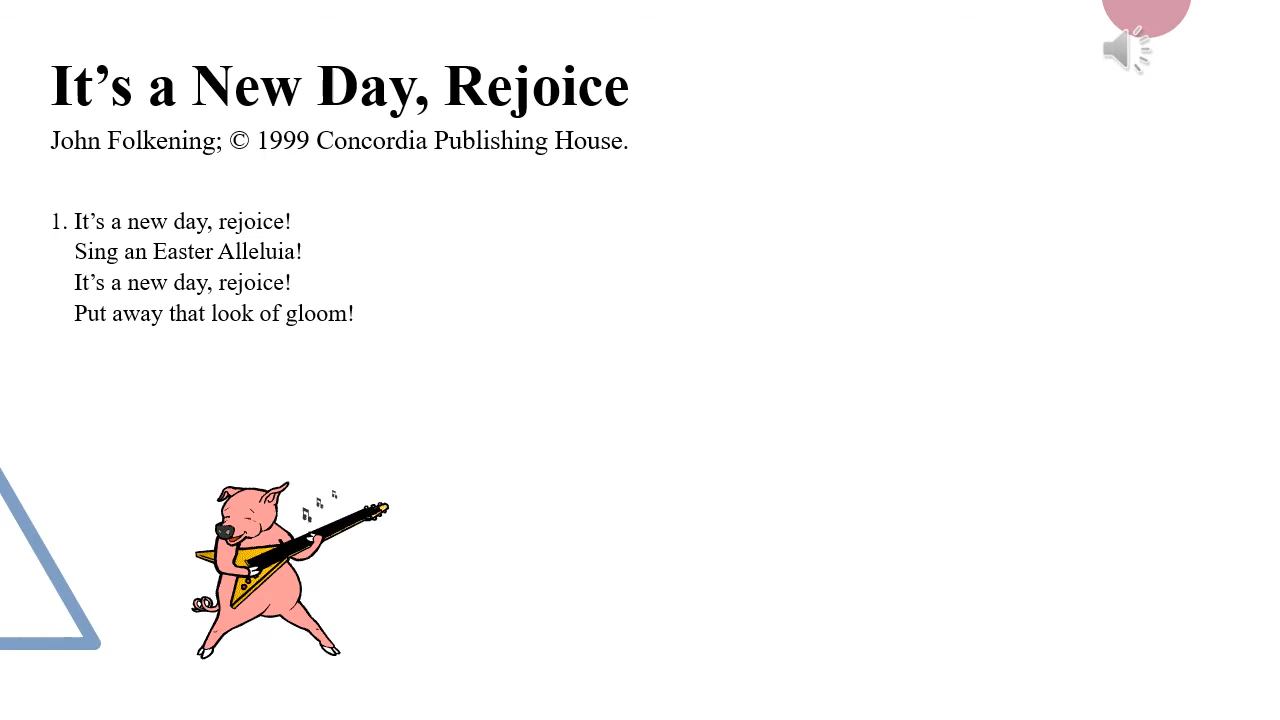 It’s a New Day, Rejoice
John Folkening; © 1999 Concordia Publishing House.
1. It’s a new day, rejoice!
Sing an Easter Alleluia!
It’s a new day, rejoice!
Put away that look of gloom!